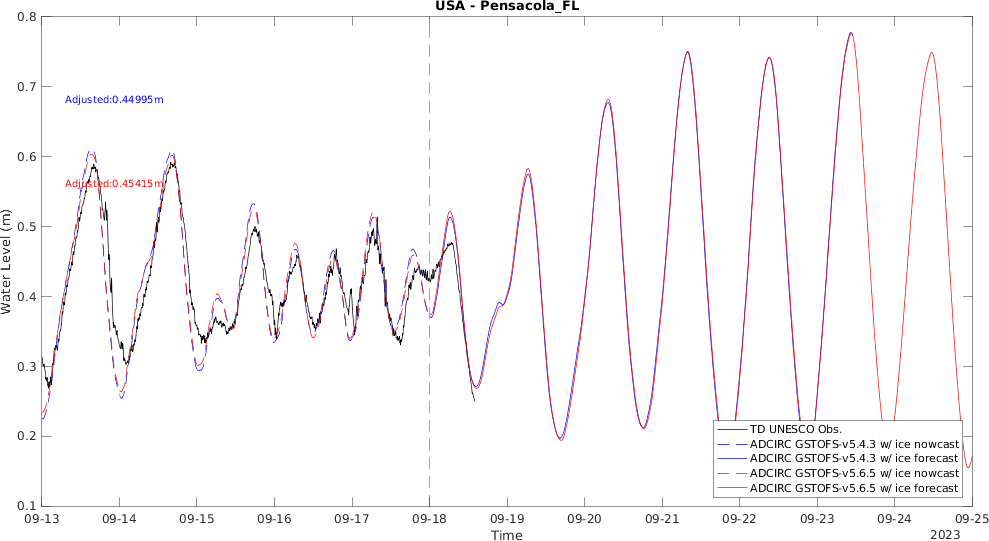 USA - Pensacola_FL
0.8
0.7
0.6
0.5
0.4
0.3
0.2
0.1
Water Level (m)
Adjusted:0.44995m
Adjusted:0.45415m
TD UNESCO Obs.
ADCIRC GSTOFS-v5.4.3 w/ ice nowcast
ADCIRC GSTOFS-v5.4.3 w/ ice forecast
ADCIRC GSTOFS-v5.6.5 w/ ice nowcast
ADCIRC GSTOFS-v5.6.5 w/ ice forecast
09-13 09-14 09-15 09-16 09-17 09-18 09-19 09-20 09-21 09-22 09-23 09-24 09-25
Time
2023